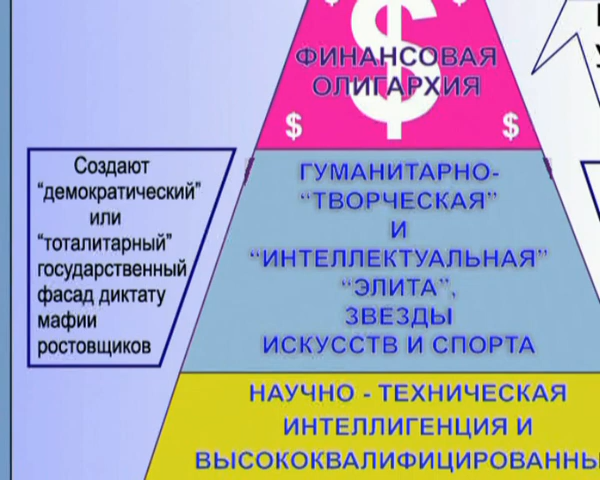 ФИНАНСОВАЯ
ОЛИГАРХИЯ
$ $
Создают
“демократический”
или
“тоталитарный”
государственный
фасад диктату
мафии
ростовщиков
ГУМАНИТАРНО-
“ТВОРЧЕСКАЯ”
И
“ИНТЕЛЛЕКТУАЛЬНАЯ”
“ЭЛИТА”,
ЗВЕЗДЫ
ИСКУССТВ И СПОРТА
НАУЧНО - ТЕХНИЧЕСКАЯ
ИНТЕЛЛИГЕНЦИЯ И
ВЫСОКОКВАЛИФИЦИРОВАННЫ